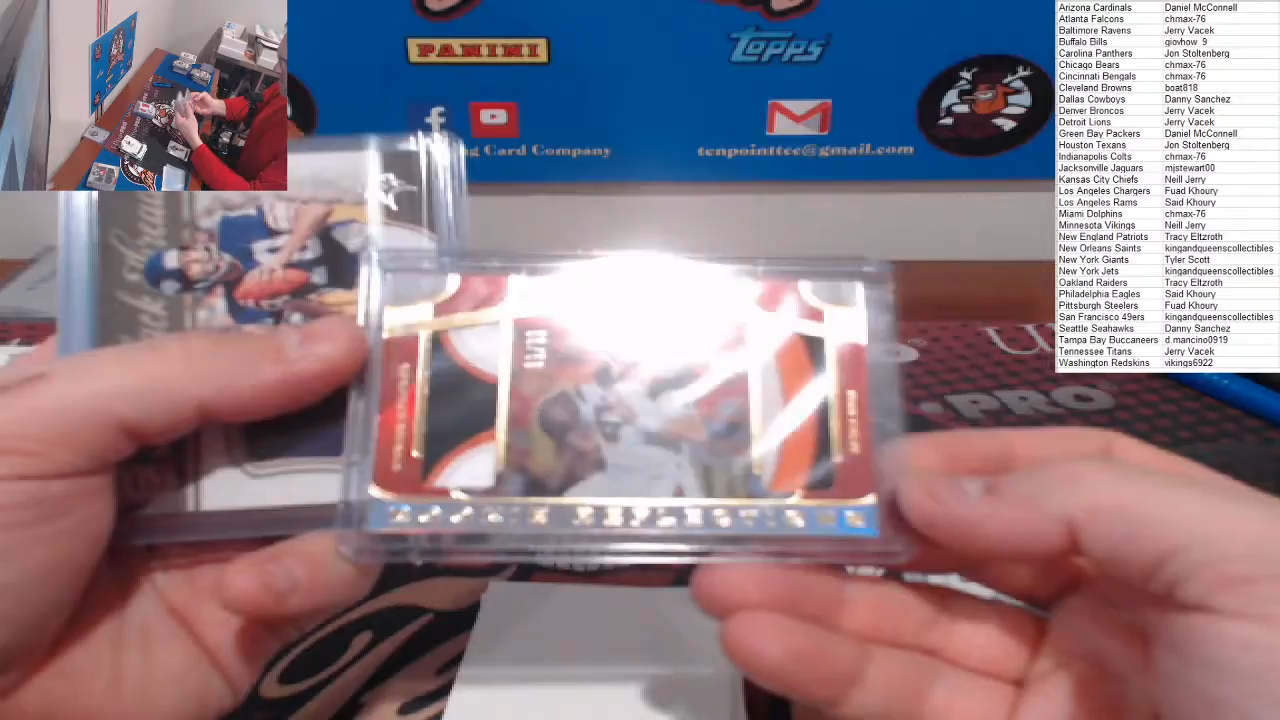 PANINI
TOPPS
f
ng Card Company
tenpointtcc@gmail.com
PRO
Arizona Cardinals Daniel McConnell
Atlanta Falcons chmax-76
Baltimore Ravens Jerry Vacek
Buffalo Bills giovhow_9
Carolina Panthers Jon Stoltenberg
Chicago Bears chmax-76
Cincinnati Bengals chmax-76
Cleveland Browns boat818
Dallas Cowboys Danny Sanchez
Denver Broncos Jerry Vacek
Detroit Lions Jerry Vacek
Green Bay Packers Daniel McConnell
Houston Texans Jon Stoltenberg
Indianapolis Colts chmax-76
Jacksonville Jaguars mjstewart00
Kansas City Chiefs Neill Jerry
Los Angeles Chargers Fuad Khoury
Los Angeles Rams Said Khoury
Miami Dolphins chmax-76
Minnesota Vikings Neill Jerry
New England Patriots Tracy Eltzroth
New Orleans Saints kingandqueenscollectibles
New York Giants Tyler Scott
New York Jets kingandqueenscollectibles
Oakland Raiders Tracy Eltzroth
Philadelphia Eagles Said Khoury
Pittsburgh Steelers Fuad Khoury
San Francisco 49ers kingandqueenscollectibles
Seattle Seahawks Danny Sanchez
Tampa Bay Buccaneers d.mancino0919
Tennessee Titans Jerry Vacek
Washington Redskins vikings6922